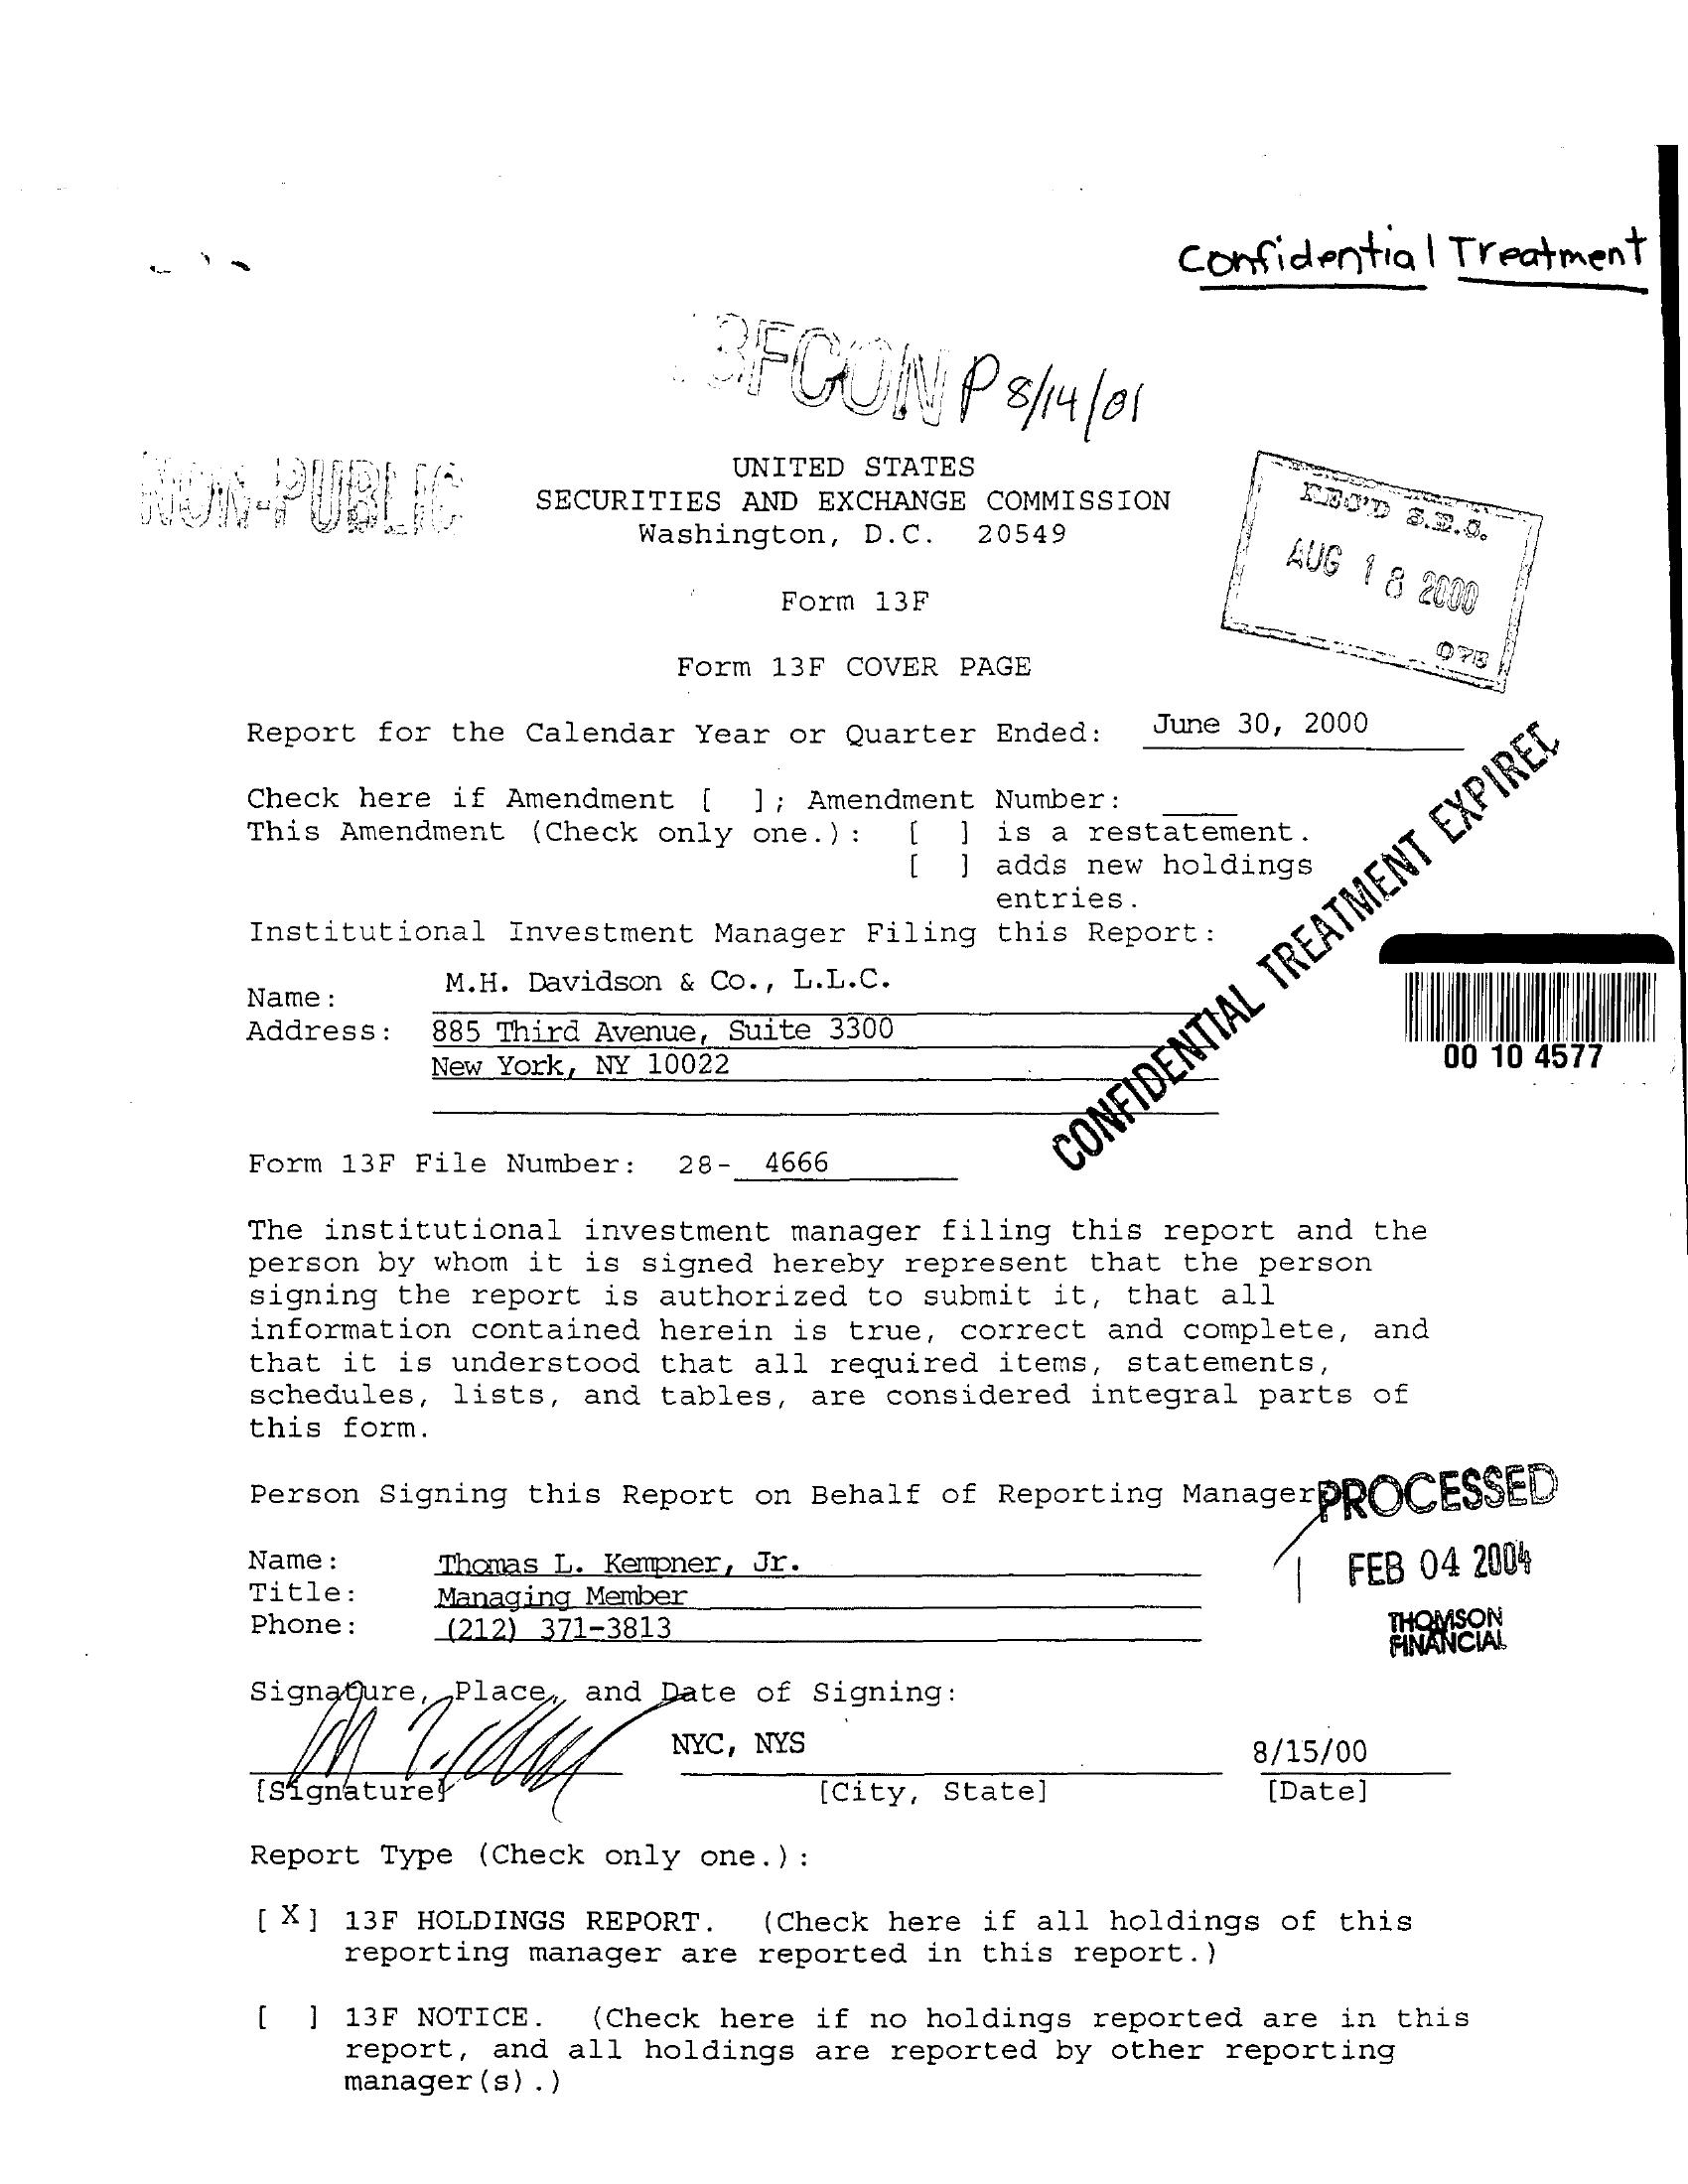 Confidential Treatment
13FCON P 8/14/01
NON-PUBLIC
UNITED STATES
SECURITIES AND EXCHANGE COMMISSION
Washington, D.C. 20549
REC'D S.E.C.
AUG 18 2000
Form 13F
Form 13F COVER PAGE
Report for the Calendar Year or Quarter Ended: June 30, 2000
Check here if Amendment [ ]; Amendment Number: ____
This Amendment (Check only one.): [ ] is a restatement.
[ ] adds new holdings
entries.
CONFIDENTIAL TREATMENT EXPIRED
Institutional Investment Manager Filing this Report:
Name: M.H. Davidson & Co., L.L.C.
Address: 885 Third Avenue, Suite 3300
New York, NY 10022
00 10 4577
Form 13F File Number: 28- 4666
The institutional investment manager filing this report and the
person by whom it is signed hereby represent that the person
signing the report is authorized to submit it, that all
information contained herein is true, correct and complete, and
that it is understood that all required items, statements,
schedules, lists, and tables, are considered integral parts of
this form.
Person Signing this Report on Behalf of Reporting Manager
PROCESSED
FEB 04 2004
THOMSON
FINANCIAL
Name: Thomas L. Kempner, Jr.
Title: Managing Member
Phone: (212) 371-3813
Signature, Place, and Date of Signing:
NYC, NYS 8/15/00
[Signature] [City, State] [Date]
Report Type (Check only one.):
[X] 13F HOLDINGS REPORT. (Check here if all holdings of this
reporting manager are reported in this report.)
[ ] 13F NOTICE. (Check here if no holdings reported are in this
report, and all holdings are reported by other reporting
manager(s).)